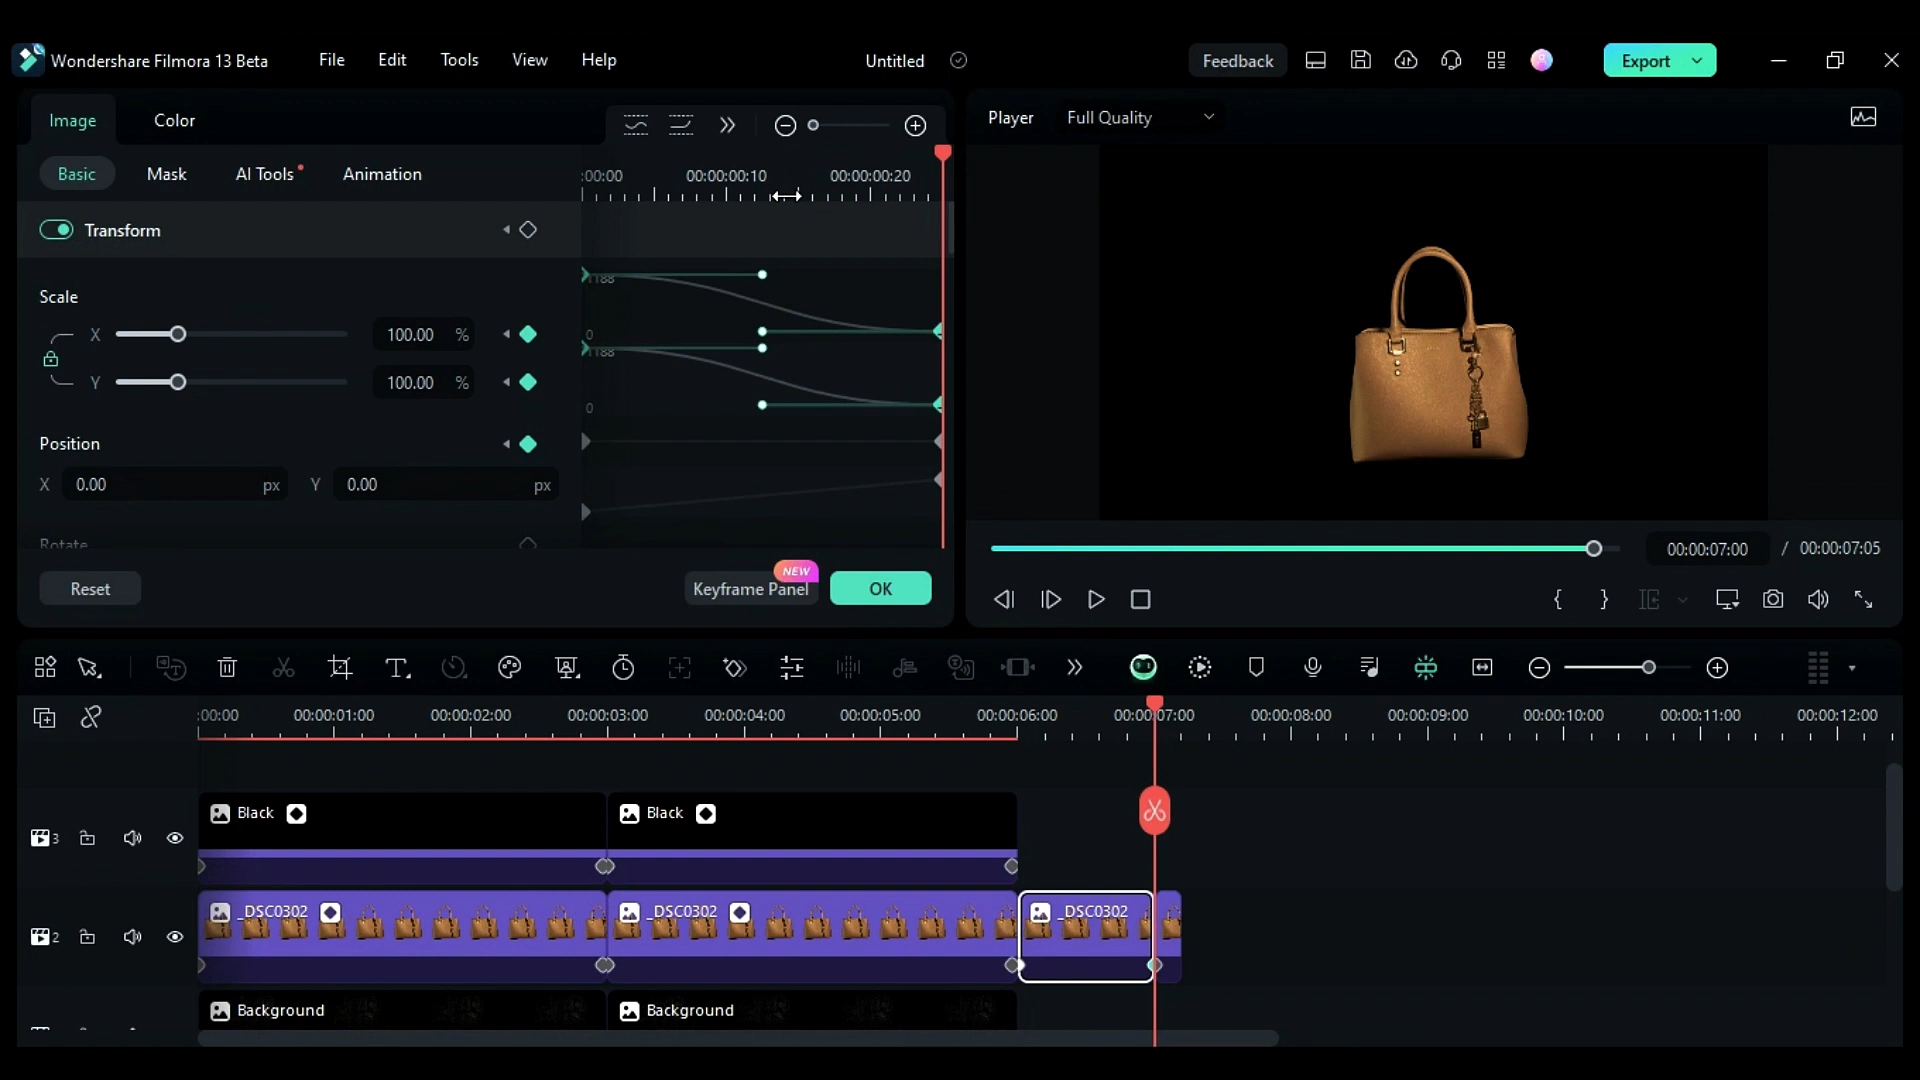 Wondershare Filmora 13 Beta
File
Edit
Tools
View
Help
Untitled
Feedback
Export
Image
Color
Player
Full Quality
Basic
Mask
AI Tools
Animation
:00:00
00:00:00:10
00:00:00:20
Transform
Scale
X
100.00
%
Y
100.00
%
1188
0
1188
0
Position
X
0.00
px
Y
0.00
px
Rotate
Reset
NEW
Keyframe Panel
OK
00:00:07:00
/
00:00:07:05
:00:00
00:00:01:00
00:00:02:00
00:00:03:00
00:00:04:00
00:00:05:00
00:00:06:00
00:00:07:00
00:00:08:00
00:00:09:00
00:00:10:00
00:00:11:00
00:00:12:00
3
Black
Black
2
_DSC0302
_DSC0302
_DSC0302
Background
Background